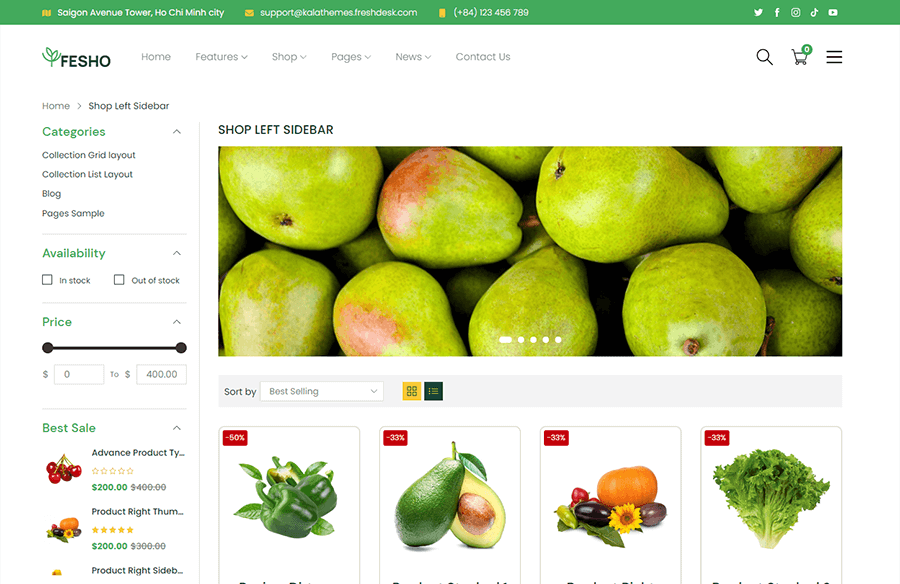 Saigon Avenue Tower, Ho Chi Minh city support@kalathemes.freshdesk.com (+84) 123 456 789
FESHO Home Features Shop Pages News Contact Us 0
Home > Shop Left Sidebar
Categories
Collection Grid layout
Collection List Layout
Blog
Pages Sample
Availability
In stock Out of stock
Price
$ 0 To $ 400.00
Best Sale
Advance Product Ty...
$200.00 $400.00
Product Right Thum...
$200.00 $300.00
Product Right Sideb...
SHOP LEFT SIDEBAR
Sort by Best Selling
-50% -33% -33% -33%